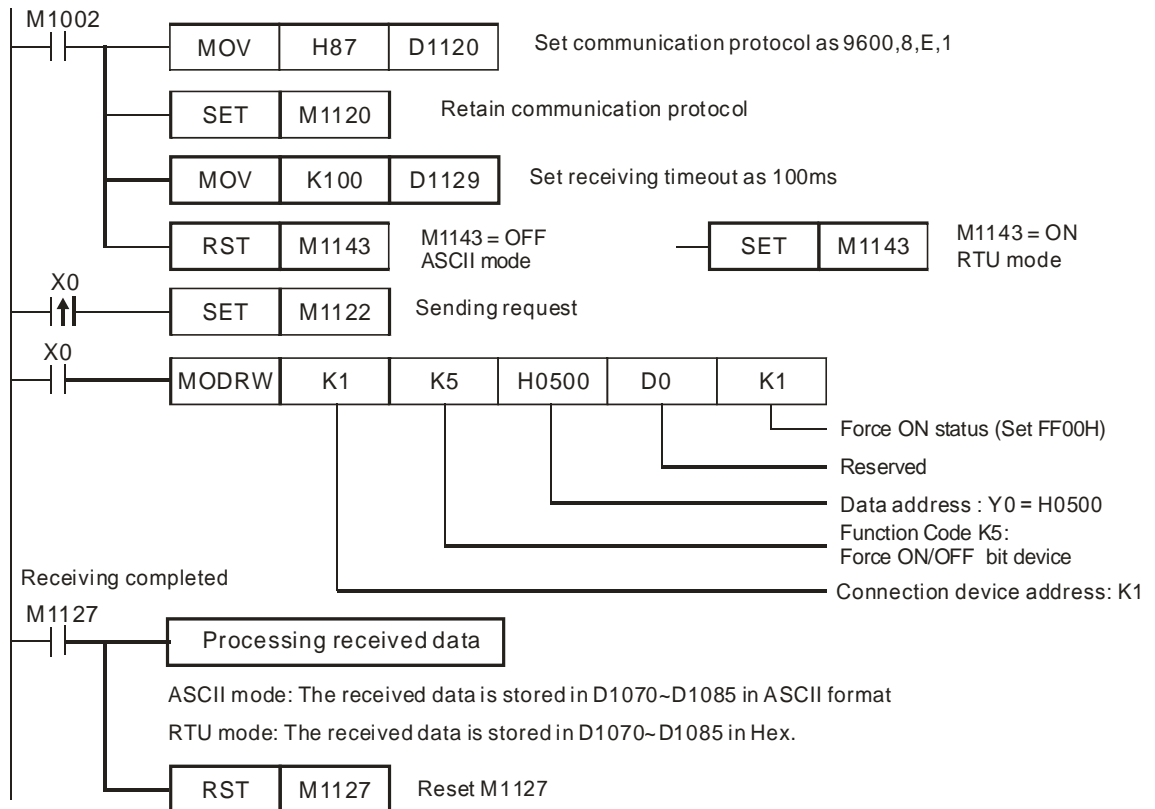 M1002
MOV H87 D1120 Set communication protocol as 9600,8,E,1
SET M1120 Retain communication protocol
MOV K100 D1129 Set receiving timeout as 100ms
RST M1143 M1143 = OFF
ASCII mode
SET M1143 M1143 = ON
RTU mode
X0
SET M1122 Sending request
X0
MODRW K1 K5 H0500 D0 K1
Force ON status (Set FF00H)
Reserved
Data address : Y0 = H0500
Function Code K5:
Force ON/OFF bit device
Connection device address: K1
Receiving completed
M1127
Processing received data
ASCII mode: The received data is stored in D1070~D1085 in ASCII format
RTU mode: The received data is stored in D1070~D1085 in Hex.
RST M1127 Reset M1127